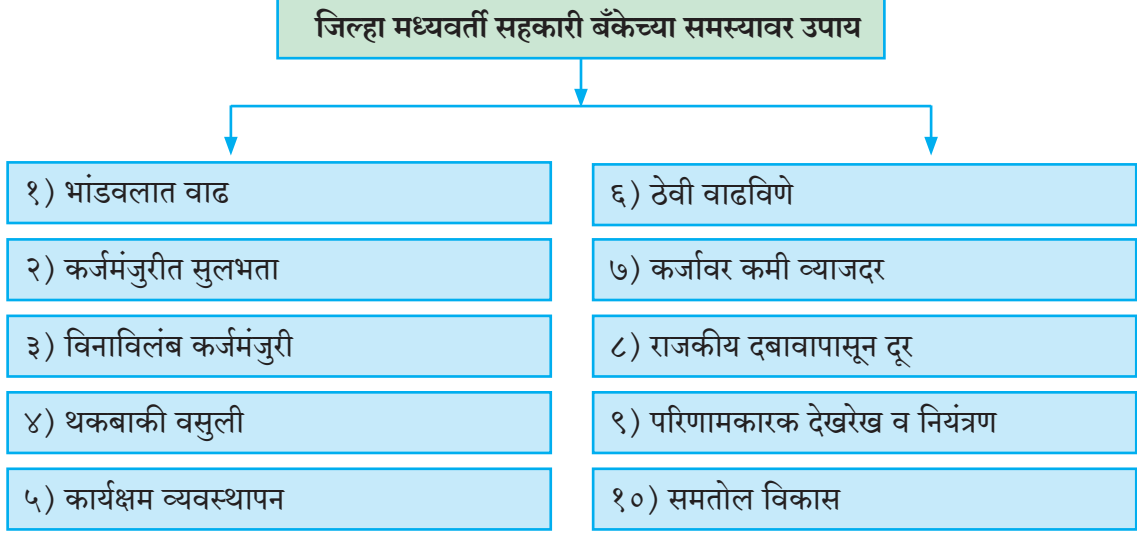 जिल्हा मध्यवर्ती सहकारी बँकेच्या समस्यावर उपाय
१) भांडवलात वाढ
२) कर्जमंजुरीत सुलभता
३) विनाविलंब कर्जमंजुरी
४) थकबाकी वसुली
५) कार्यक्षम व्यवस्थापन
६) ठेवी वाढविणे
७) कर्जावर कमी व्याजदर
८) राजकीय दबावापासून दूर
९) परिणामकारक देखरेख व नियंत्रण
१०) समतोल विकास